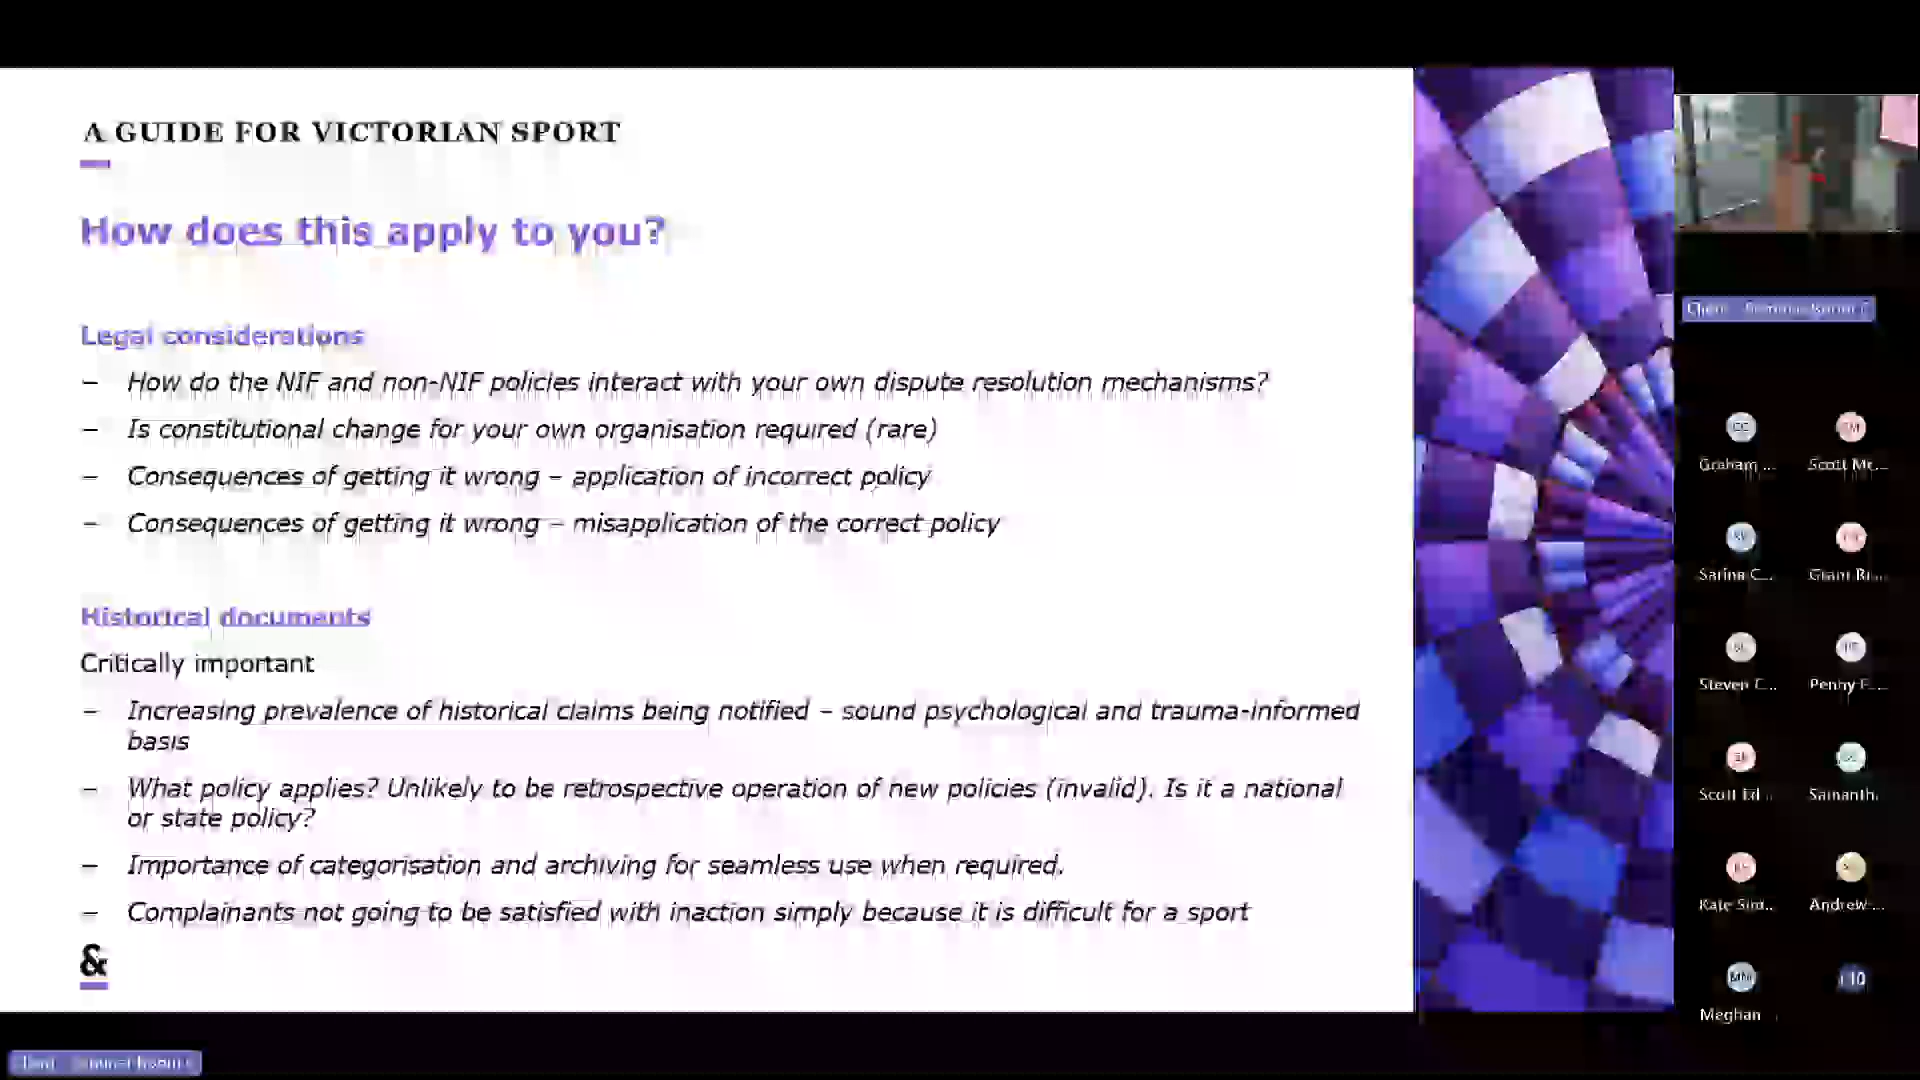 A GUIDE FOR VICTORIAN SPORT
How does this apply to you?
Legal considerations
– How do the NIF and non-NIF policies interact with your own dispute resolution mechanisms?
– Is constitutional change for your own organisation required (rare)
– Consequences of getting it wrong – application of incorrect policy
– Consequences of getting it wrong – misapplication of the correct policy
Historical documents
Critically important
– Increasing prevalence of historical claims being notified – sound psychological and trauma-informed
basis
– What policy applies? Unlikely to be retrospective operation of new policies (invalid). Is it a national
or state policy?
– Importance of categorisation and archiving for seamless use when required.
– Complainants not going to be satisfied with inaction simply because it is difficult for a sport
&
Graham ...
Scott Mc...
Sarina C...
Grant
Steven C...
Penny F...
Scott Ed...
Samanth.
Kate Sim...
Andrew ...
Meghan
+10